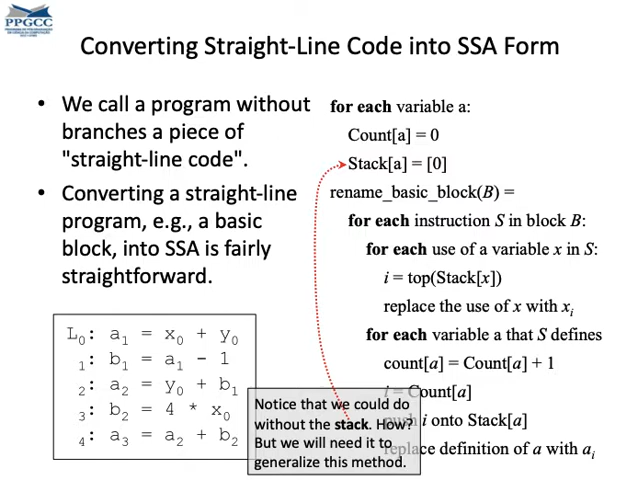 PPGCC
Converting Straight-Line Code into SSA Form
• We call a program without
branches a piece of
"straight-line code".
• Converting a straight-line
program, e.g., a basic
block, into SSA is fairly
straightforward.
L0: a1 = x0 + y0
1: b1 = a1 - 1
2: a2 = y0 + b1
3: b2 = 4 * x0
4: a3 = a2 + b2
for each variable a:
Count[a] = 0
Stack[a] = [0]
rename_basic_block(B) =
for each instruction S in block B:
for each use of a variable x in S:
i = top(Stack[x])
replace the use of x with xi
for each variable a that S defines
count[a] = Count[a] + 1
i = Count[a]
push i onto Stack[a]
replace definition of a with ai
Notice that we could do
without the stack. How?
But we will need it to
generalize this method.